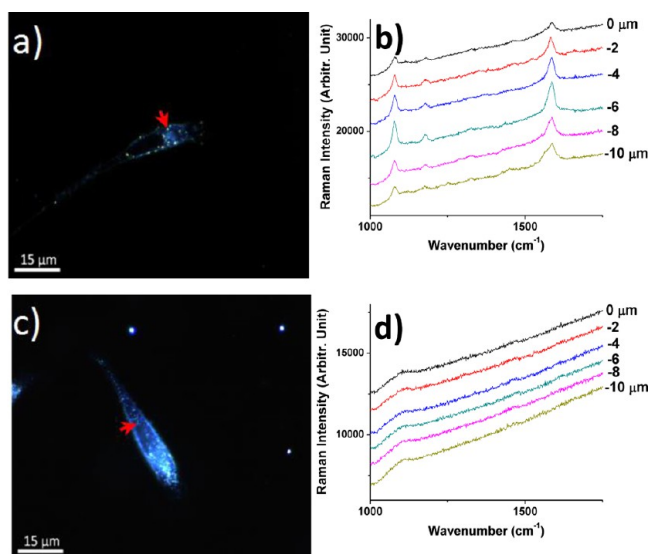 a)
15 µm
b)
Raman Intensity (Arbitr. Unit)
30000
20000
1000
1500
Wavenumber (cm-1)
0 µm
-2
-4
-6
-8
-10 µm
c)
15 µm
d)
Raman Intensity (Arbitr. Unit)
15000
10000
1000
1500
Wavenumber (cm-1)
0 µm
-2
-4
-6
-8
-10 µm